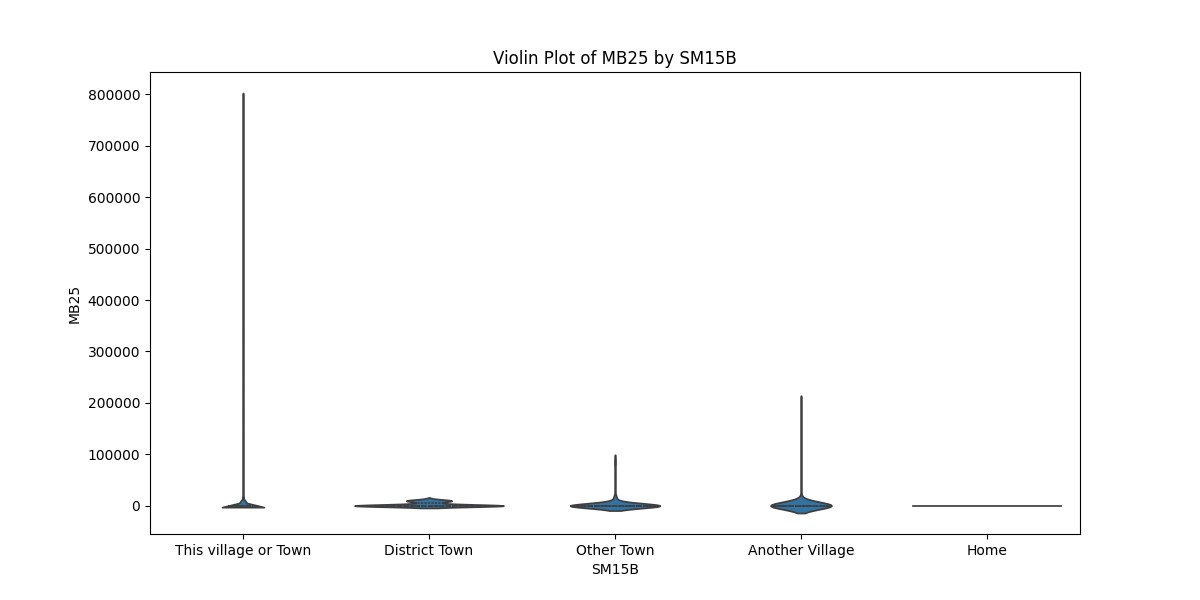 Violin Plot of MB25 by SM15B
800000
700000
600000
500000
400000
300000
200000
100000
0
MB25
This village or Town
District Town
Other Town
Another Village
Home
SM15B